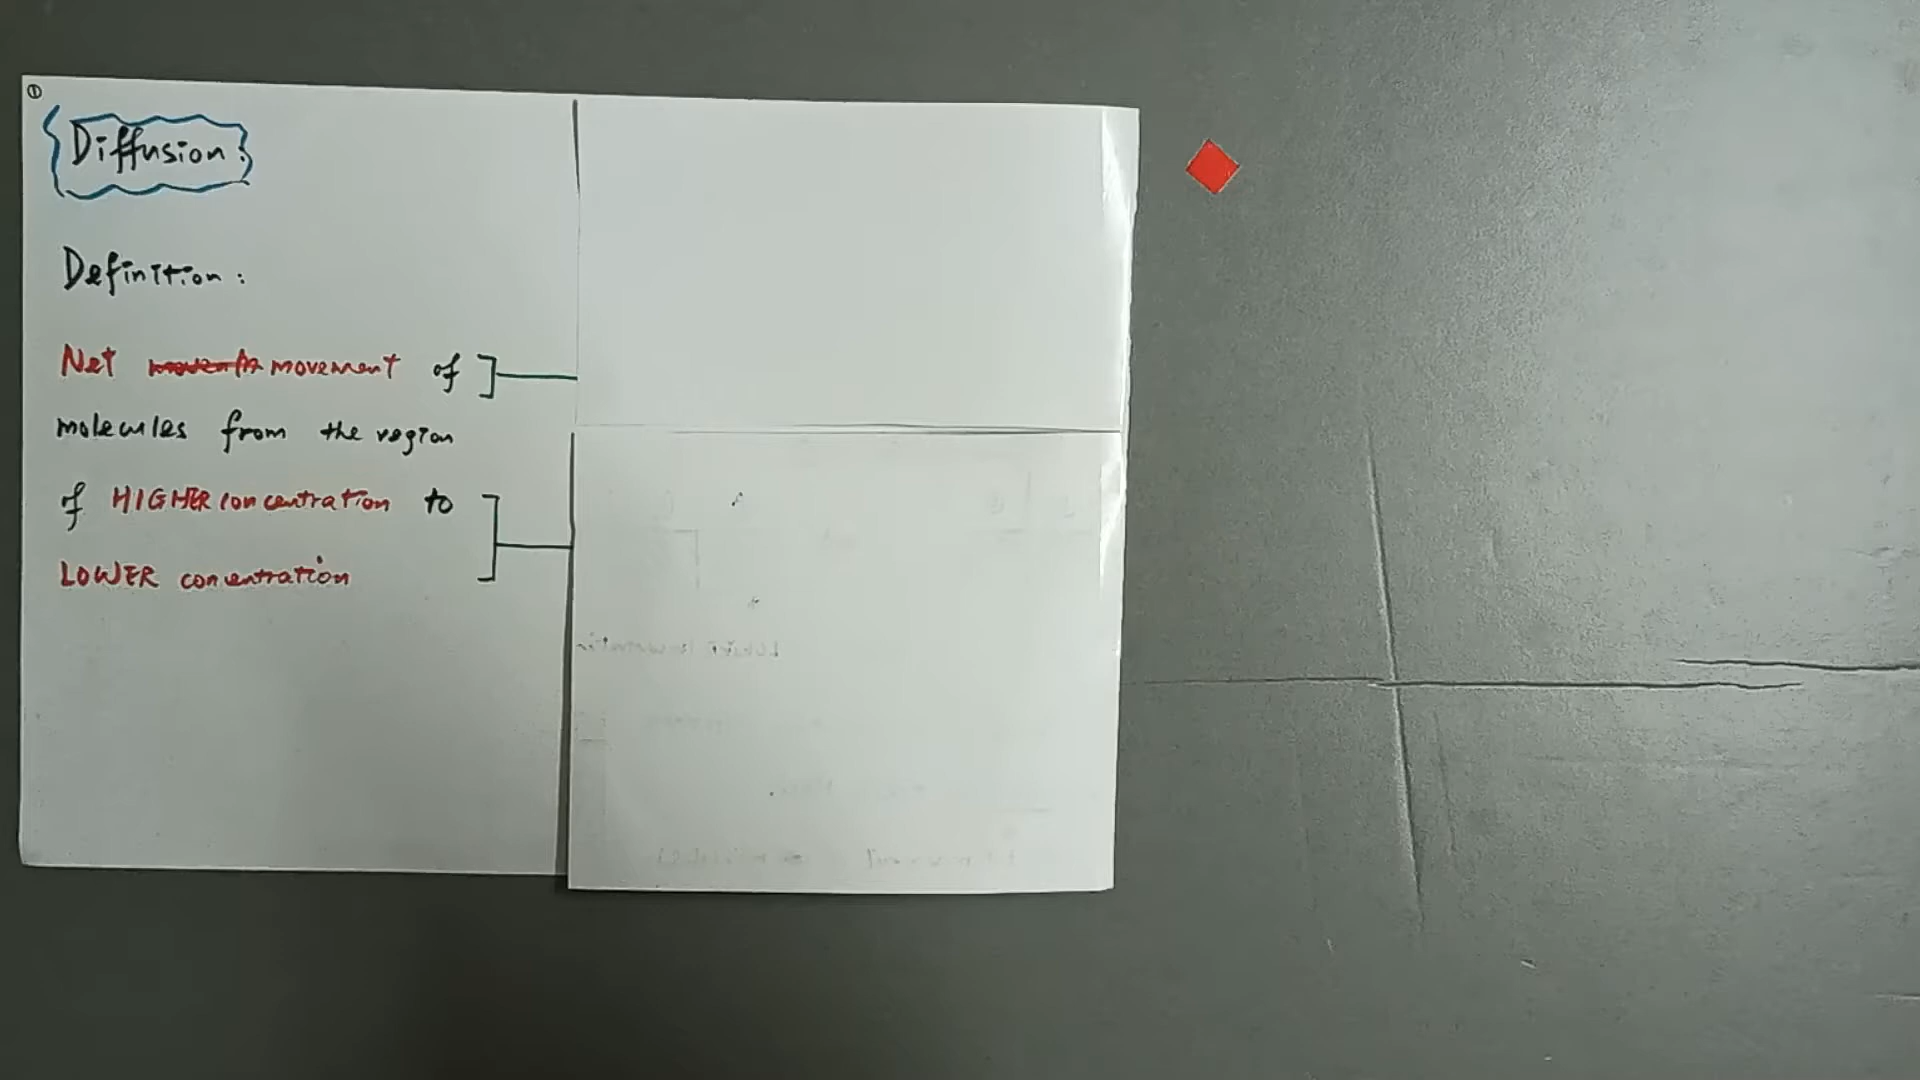 ①
Diffusion:
Definition:
Net movement of
molecules from the region
of HIGHER concentration to
LOWER concentration